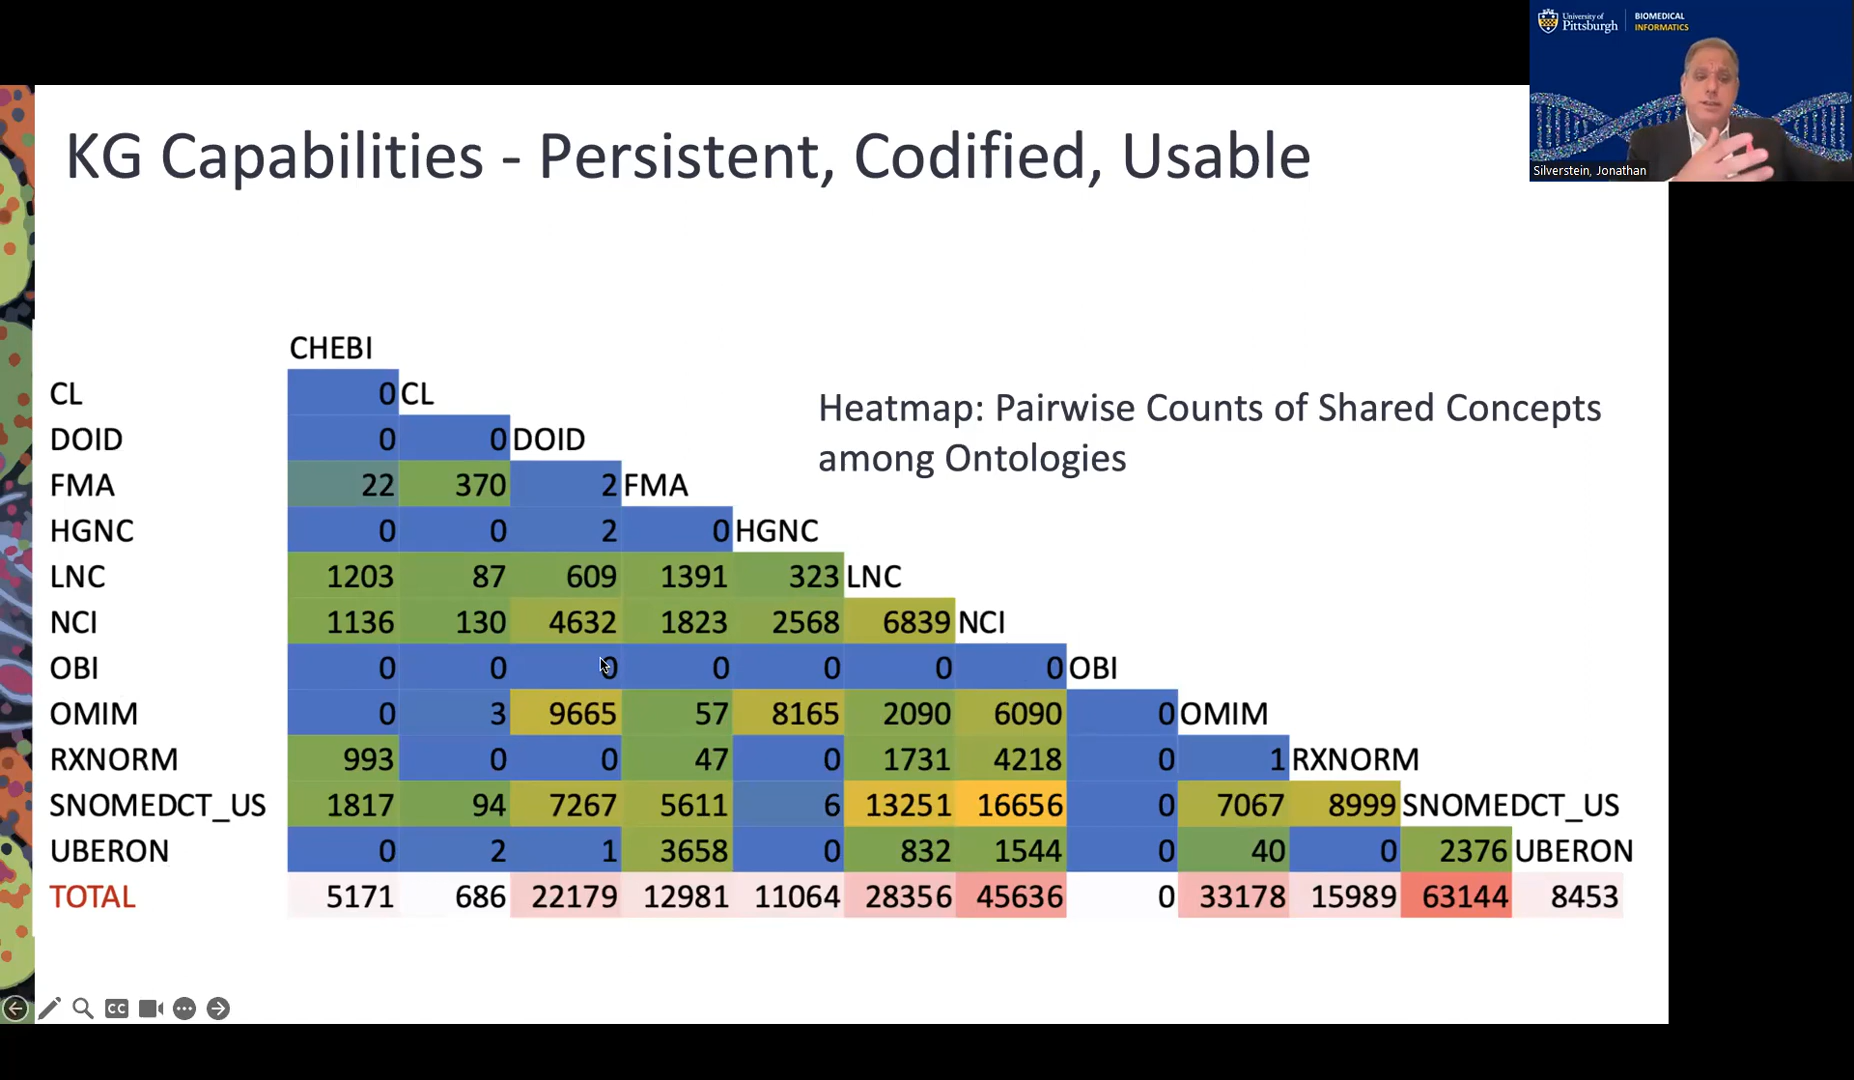 University of
Pittsburgh
BIOMEDICAL
INFORMATICS
Silverstein, Jonathan
KG Capabilities - Persistent, Codified, Usable
Heatmap: Pairwise Counts of Shared Concepts
among Ontologies
CHEBI
CL 0 CL
DOID 0 0 DOID
FMA 22 370 2 FMA
HGNC 0 0 2 0 HGNC
LNC 1203 87 609 1391 323 LNC
NCI 1136 130 4632 1823 2568 6839 NCI
OBI 0 0 0 0 0 0 0 OBI
OMIM 0 3 9665 57 8165 2090 6090 0 OMIM
RXNORM 993 0 0 47 0 1731 4218 0 1 RXNORM
SNOMEDCT_US 1817 94 7267 5611 6 13251 16656 0 7067 8999 SNOMEDCT_US
UBERON 0 2 1 3658 0 832 1544 0 40 0 2376 UBERON
TOTAL 5171 686 22179 12981 11064 28356 45636 0 33178 15989 63144 8453
CC